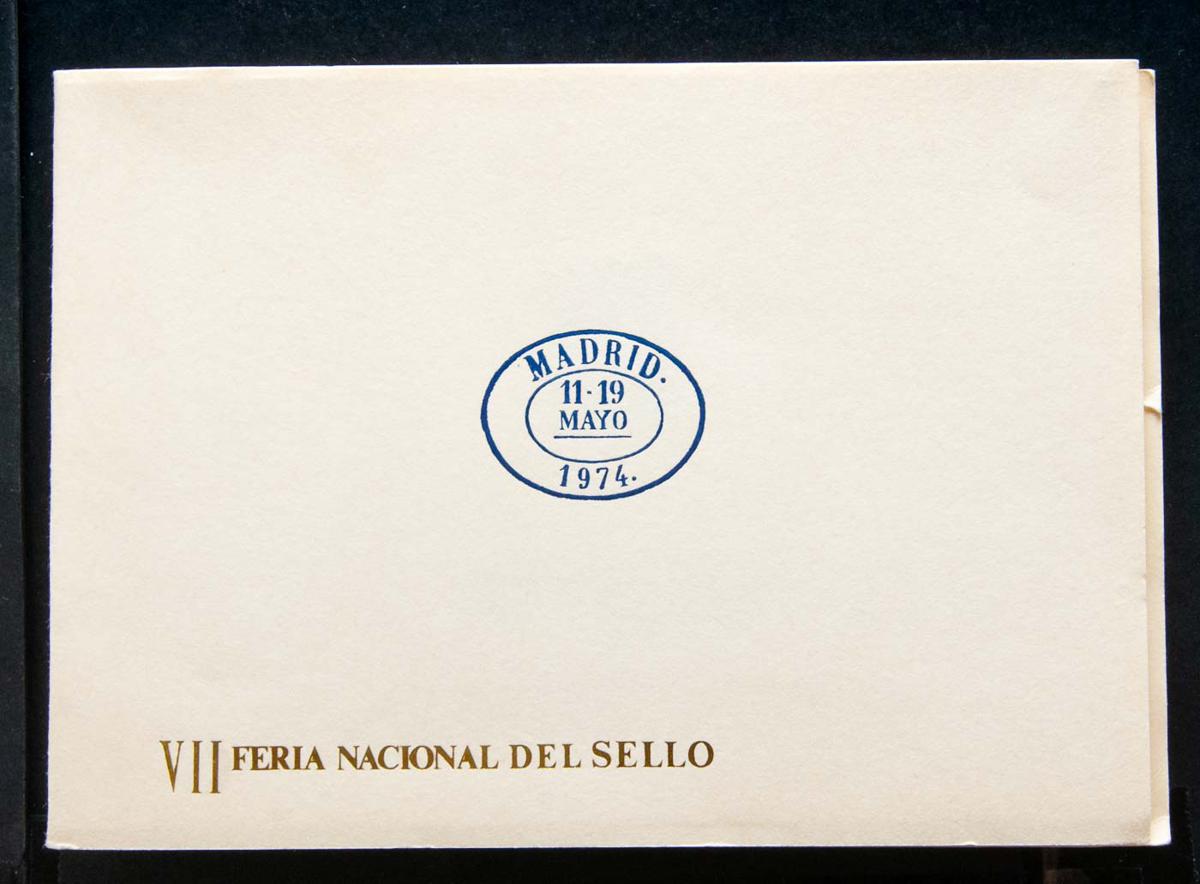 MADRID.
11-19
MAYO
1974.
VII FERIA NACIONAL DEL SELLO